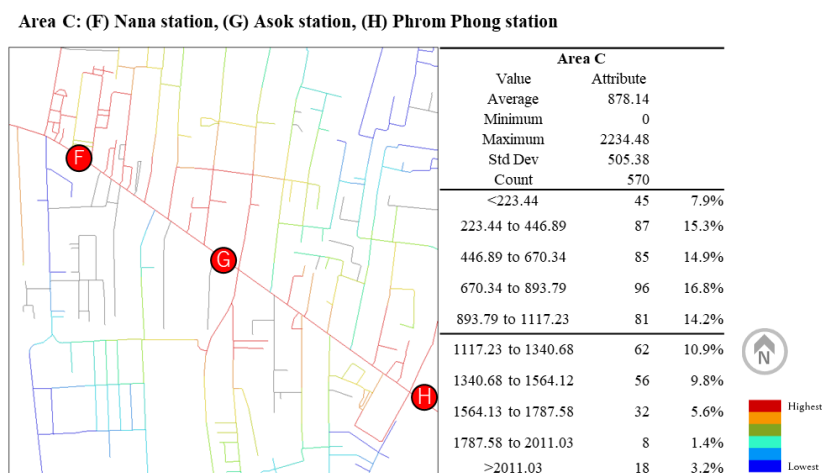 Area C: (F) Nana station, (G) Asok station, (H) Phrom Phong station
Area C
Value Attribute
Average 878.14
Minimum 0
Maximum 2234.48
Std Dev 505.38
Count 570
<223.44 45 7.9%
223.44 to 446.89 87 15.3%
446.89 to 670.34 85 14.9%
670.34 to 893.79 96 16.8%
893.79 to 1117.23 81 14.2%
1117.23 to 1340.68 62 10.9%
1340.68 to 1564.12 56 9.8%
1564.13 to 1787.58 32 5.6%
1787.58 to 2011.03 8 1.4%
>2011.03 18 3.2%
F
G
H
N
Highest
Lowest